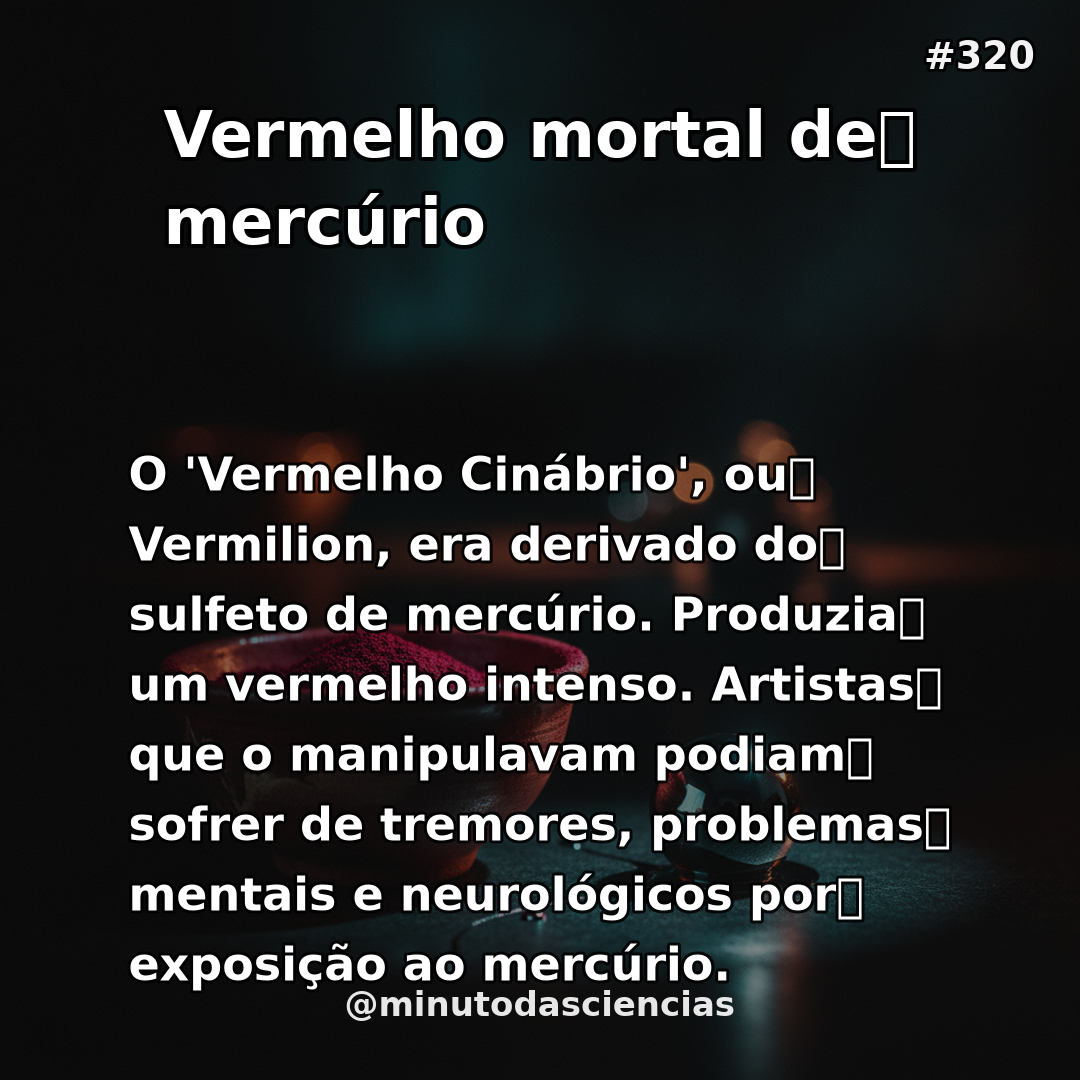 #320
Vermelho mortal de▯
mercúrio
O 'Vermelho Cinábrio', ou▯
Vermilion, era derivado do▯
sulfeto de mercúrio. Produzia▯
um vermelho intenso. Artistas▯
que o manipulavam podiam▯
sofrer de tremores, problemas▯
mentais e neurológicos por▯
exposição ao mercúrio.
@minutodasciencias